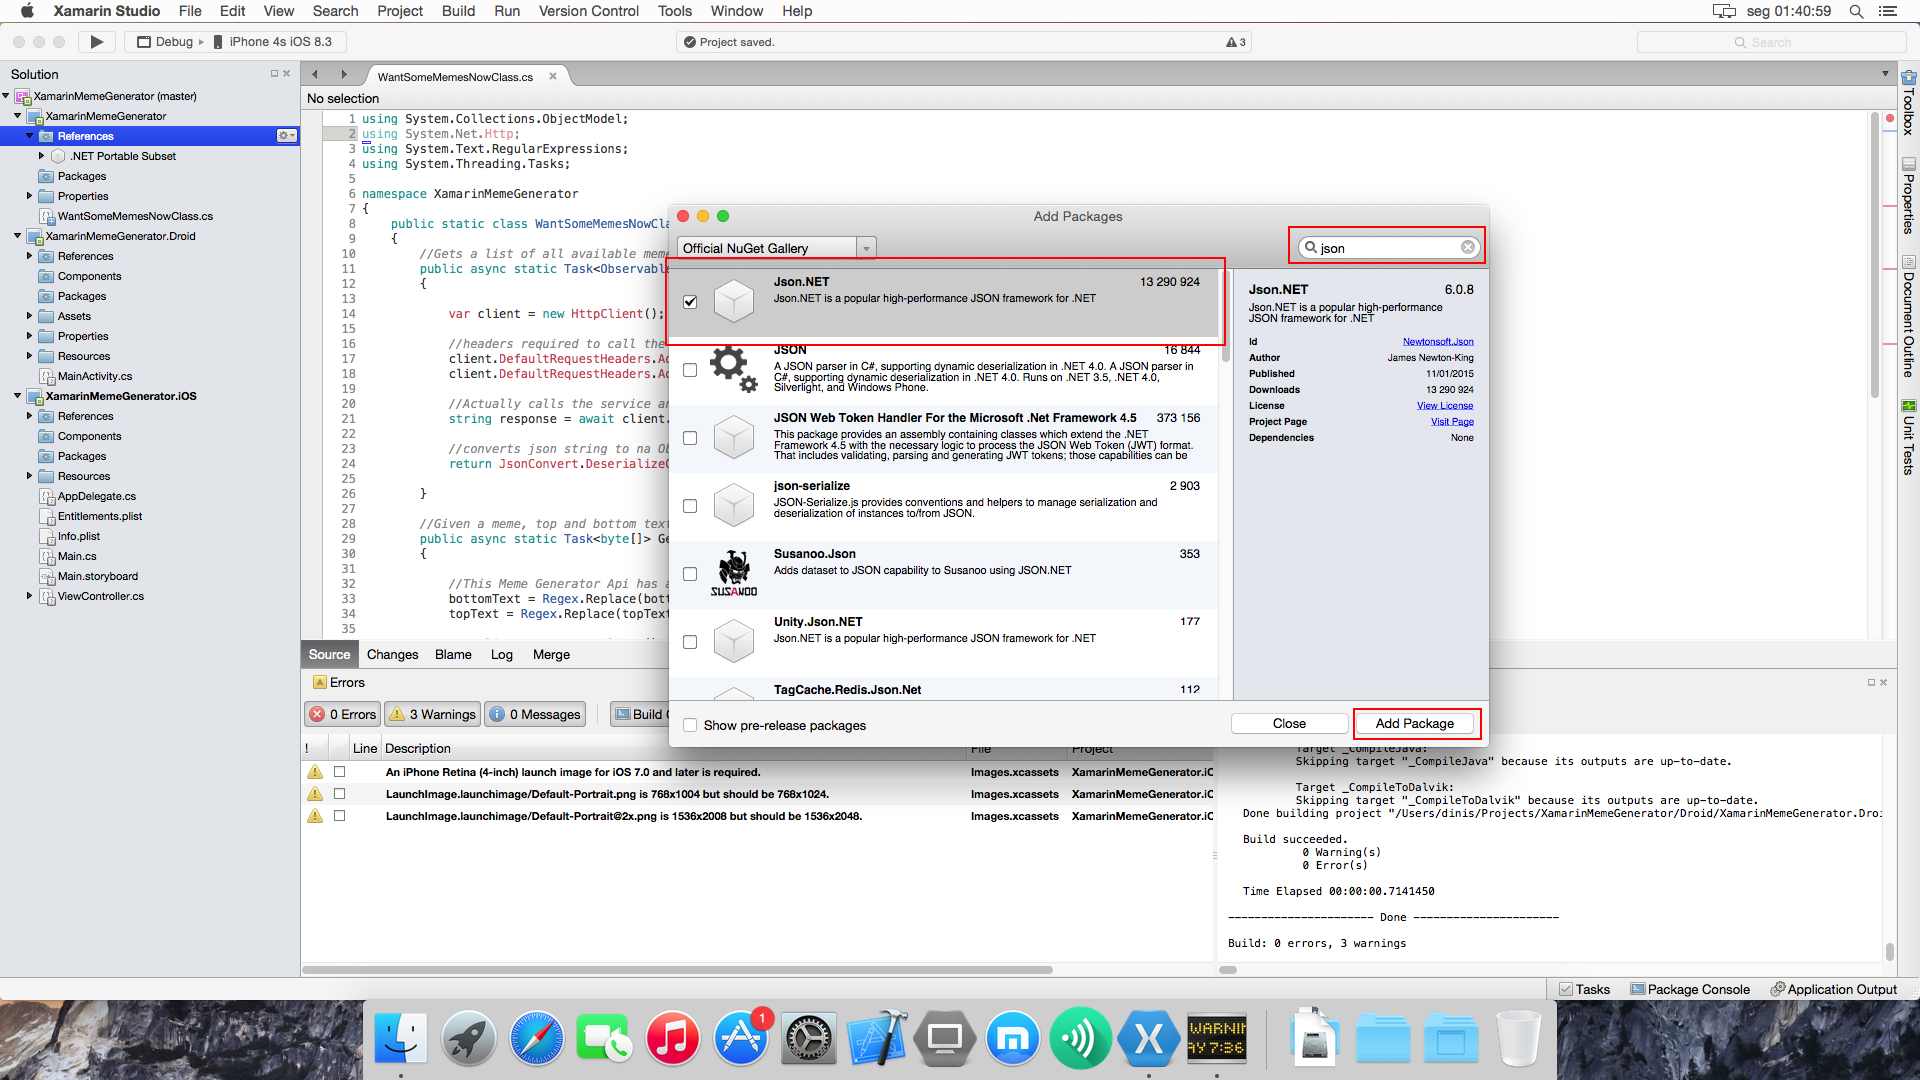 Xamarin Studio File Edit View Search Project Build Run Version Control Tools Window Help
seg 01:40:59
Debug iPhone 4s iOS 8.3
Project saved.
3
Search
Solution
XamarinMemeGenerator (master)
XamarinMemeGenerator
References
.NET Portable Subset
Packages
Properties
WantSomeMemesNowClass.cs
XamarinMemeGenerator.Droid
References
Components
Packages
Assets
Properties
Resources
MainActivity.cs
XamarinMemeGenerator.iOS
References
Components
Packages
Resources
AppDelegate.cs
Entitlements.plist
Info.plist
Main.cs
Main.storyboard
ViewController.cs
WantSomeMemesNowClass.cs
No selection
1 using System.Collections.ObjectModel;
2 using System.Net.Http;
3 using System.Text.RegularExpressions;
4 using System.Threading.Tasks;
5
6 namespace XamarinMemeGenerator
7 {
8 public static class WantSomeMemesNowCla
9 {
10 //Gets a list of all available meme
11 public async static Task<Observabl
12 {
13
14 var client = new HttpClient();
15
16 //headers required to call the
17 client.DefaultRequestHeaders.Ad
18 client.DefaultRequestHeaders.Ad
19
20 //Actually calls the service an
21 string response = await client.
22
23 //converts json string to na Ob
24 return JsonConvert.DeserializeO
25
26 }
27
28 //Given a meme, top and bottom text
29 public async static Task<byte[]> Ge
30 {
31
32 //This Meme Generator Api has a
33 bottomText = Regex.Replace(bott
34 topText = Regex.Replace(topText
35
Source Changes Blame Log Merge
Add Packages
Official NuGet Gallery
json
Json.NET 13 290 924
Json.NET is a popular high-performance JSON framework for .NET
JSON 16 844
A JSON parser in C#, supporting dynamic deserialization in .NET 4.0. A JSON parser in
C#, supporting dynamic deserialization in .NET 4.0. Runs on .NET 3.5, .NET 4.0,
Silverlight, and Windows Phone.
JSON Web Token Handler For the Microsoft .Net Framework 4.5 373 156
This package provides an assembly containing classes which extend the .NET
Framework 4.5 with the necessary logic to process the JSON Web Token (JWT) format.
That includes validating, parsing and generating JWT tokens; those capabilities can be
json-serialize 2 903
JSON-Serialize.js provides conventions and helpers to manage serialization and
deserialization of instances to/from JSON.
Susanoo.Json 353
Adds dataset to JSON capability to Susanoo using JSON.NET
SUSANOO
Unity.Json.NET 177
Json.NET is a popular high-performance JSON framework for .NET
TagCache.Redis.Json.Net 112
Json.NET 6.0.8
Json.NET is a popular high-performance
JSON framework for .NET
Id Newtonsoft.Json
Author James Newton-King
Published 11/01/2015
Downloads 13 290 924
License View License
Project Page Visit Page
Dependencies None
Show pre-release packages
Close
Add Package
Toolbox
Properties
Document Outline
Unit Tests
Errors
0 Errors 3 Warnings 0 Messages Build
! Line Description File Project
An iPhone Retina (4-inch) launch image for iOS 7.0 and later is required. Images.xcassets XamarinMemeGenerator.iO
LaunchImage.launchimage/Default-Portrait.png is 768x1004 but should be 768x1024. Images.xcassets XamarinMemeGenerator.iO
LaunchImage.launchimage/Default-Portrait@2x.png is 1536x2008 but should be 1536x2048. Images.xcassets XamarinMemeGenerator.iO
Target _CompileJava:
Skipping target "_CompileJava" because its outputs are up-to-date.
Target _CompileToDalvik:
Skipping target "_CompileToDalvik" because its outputs are up-to-date.
Done building project "/Users/dinis/Projects/XamarinMemeGenerator/Droid/XamarinMemeGenerator.Droi
Build succeeded.
0 Warning(s)
0 Error(s)
Time Elapsed 00:00:00.7141450
---------------------- Done ----------------------
Build: 0 errors, 3 warnings
Tasks Package Console Application Output
1
WARNIN
AY 7:36